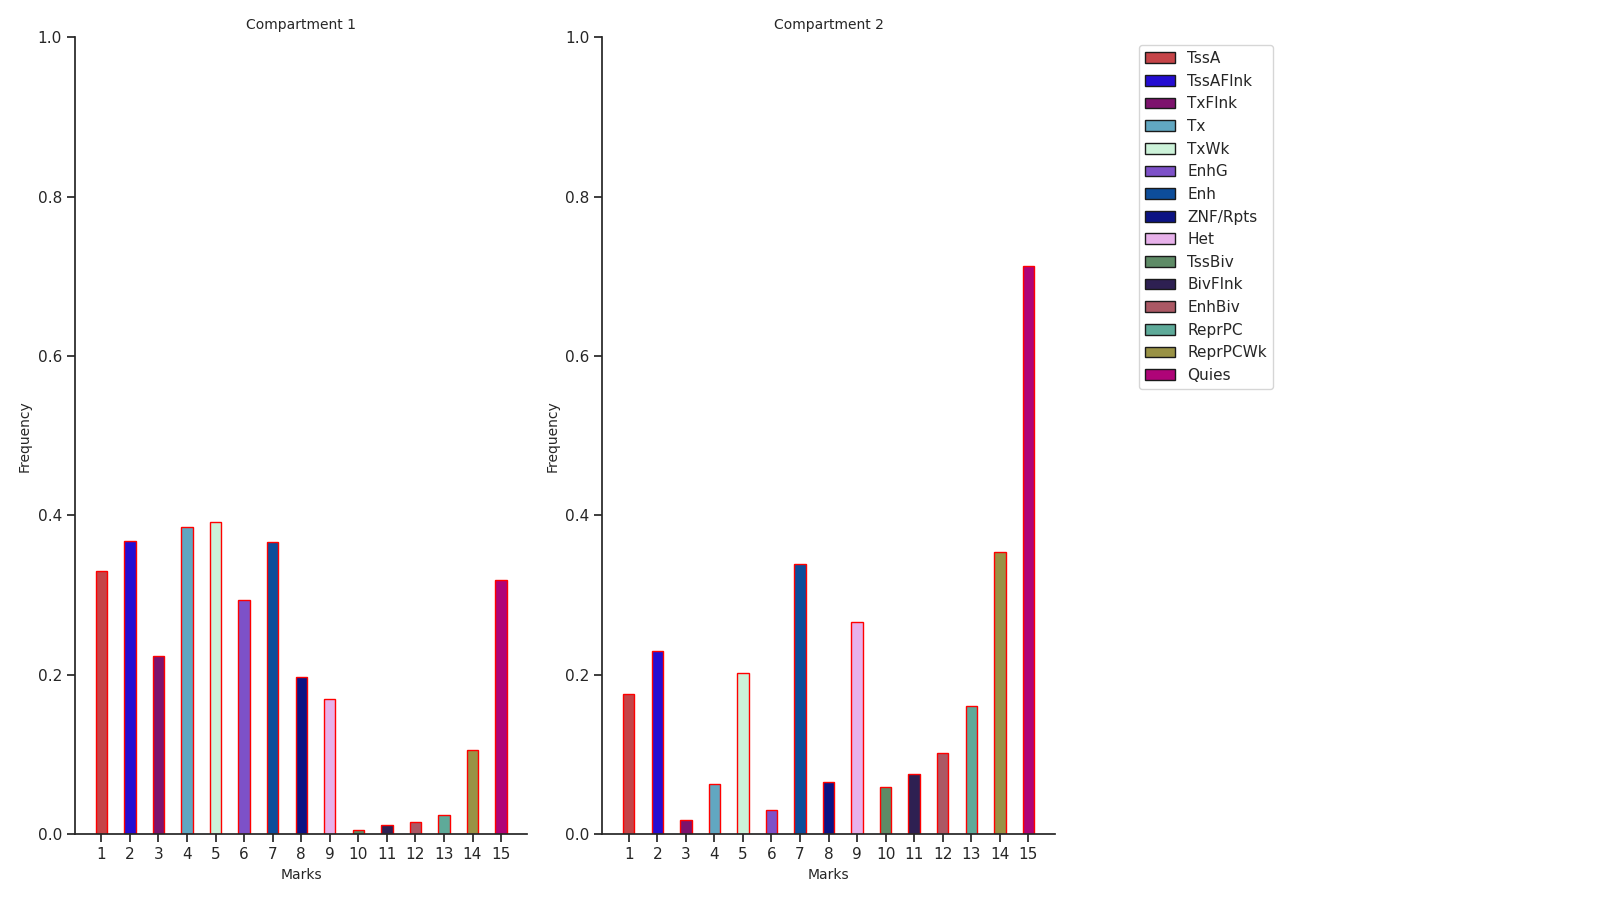 Compartment 1
1.0
0.8
0.6
0.4
0.2
0.0
Frequency
1 2 3 4 5 6 7 8 9 10 11 12 13 14 15
Marks
Compartment 2
1.0
0.8
0.6
0.4
0.2
0.0
Frequency
1 2 3 4 5 6 7 8 9 10 11 12 13 14 15
Marks
TssA
TssAFlnk
TxFlnk
Tx
TxWk
EnhG
Enh
ZNF/Rpts
Het
TssBiv
BivFlnk
EnhBiv
ReprPC
ReprPCWk
Quies